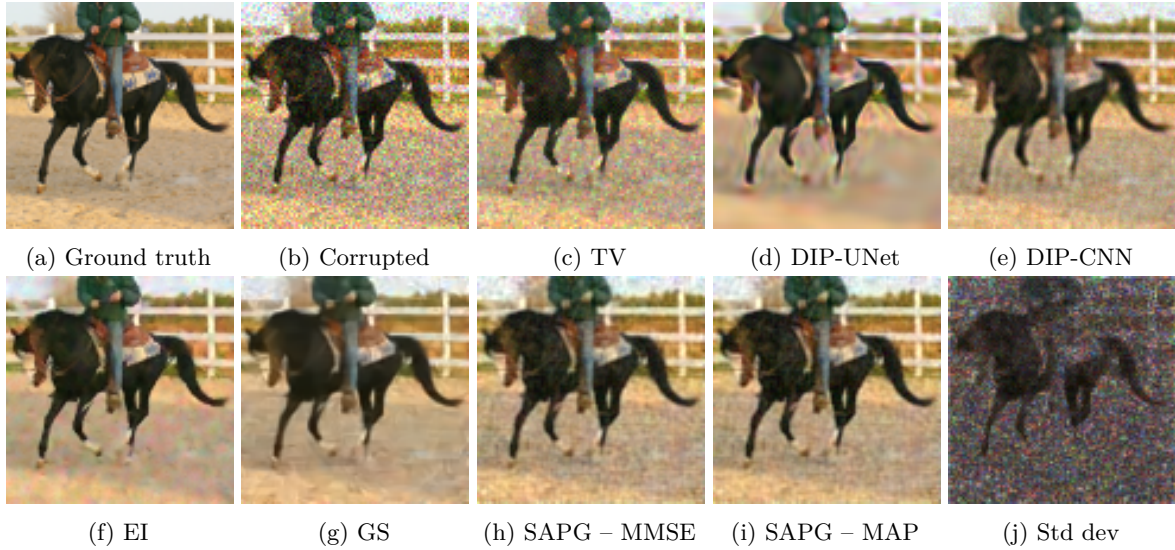 (a) Ground truth (b) Corrupted (c) TV (d) DIP-UNet (e) DIP-CNN
(f) EI (g) GS (h) SAPG – MMSE (i) SAPG – MAP (j) Std dev